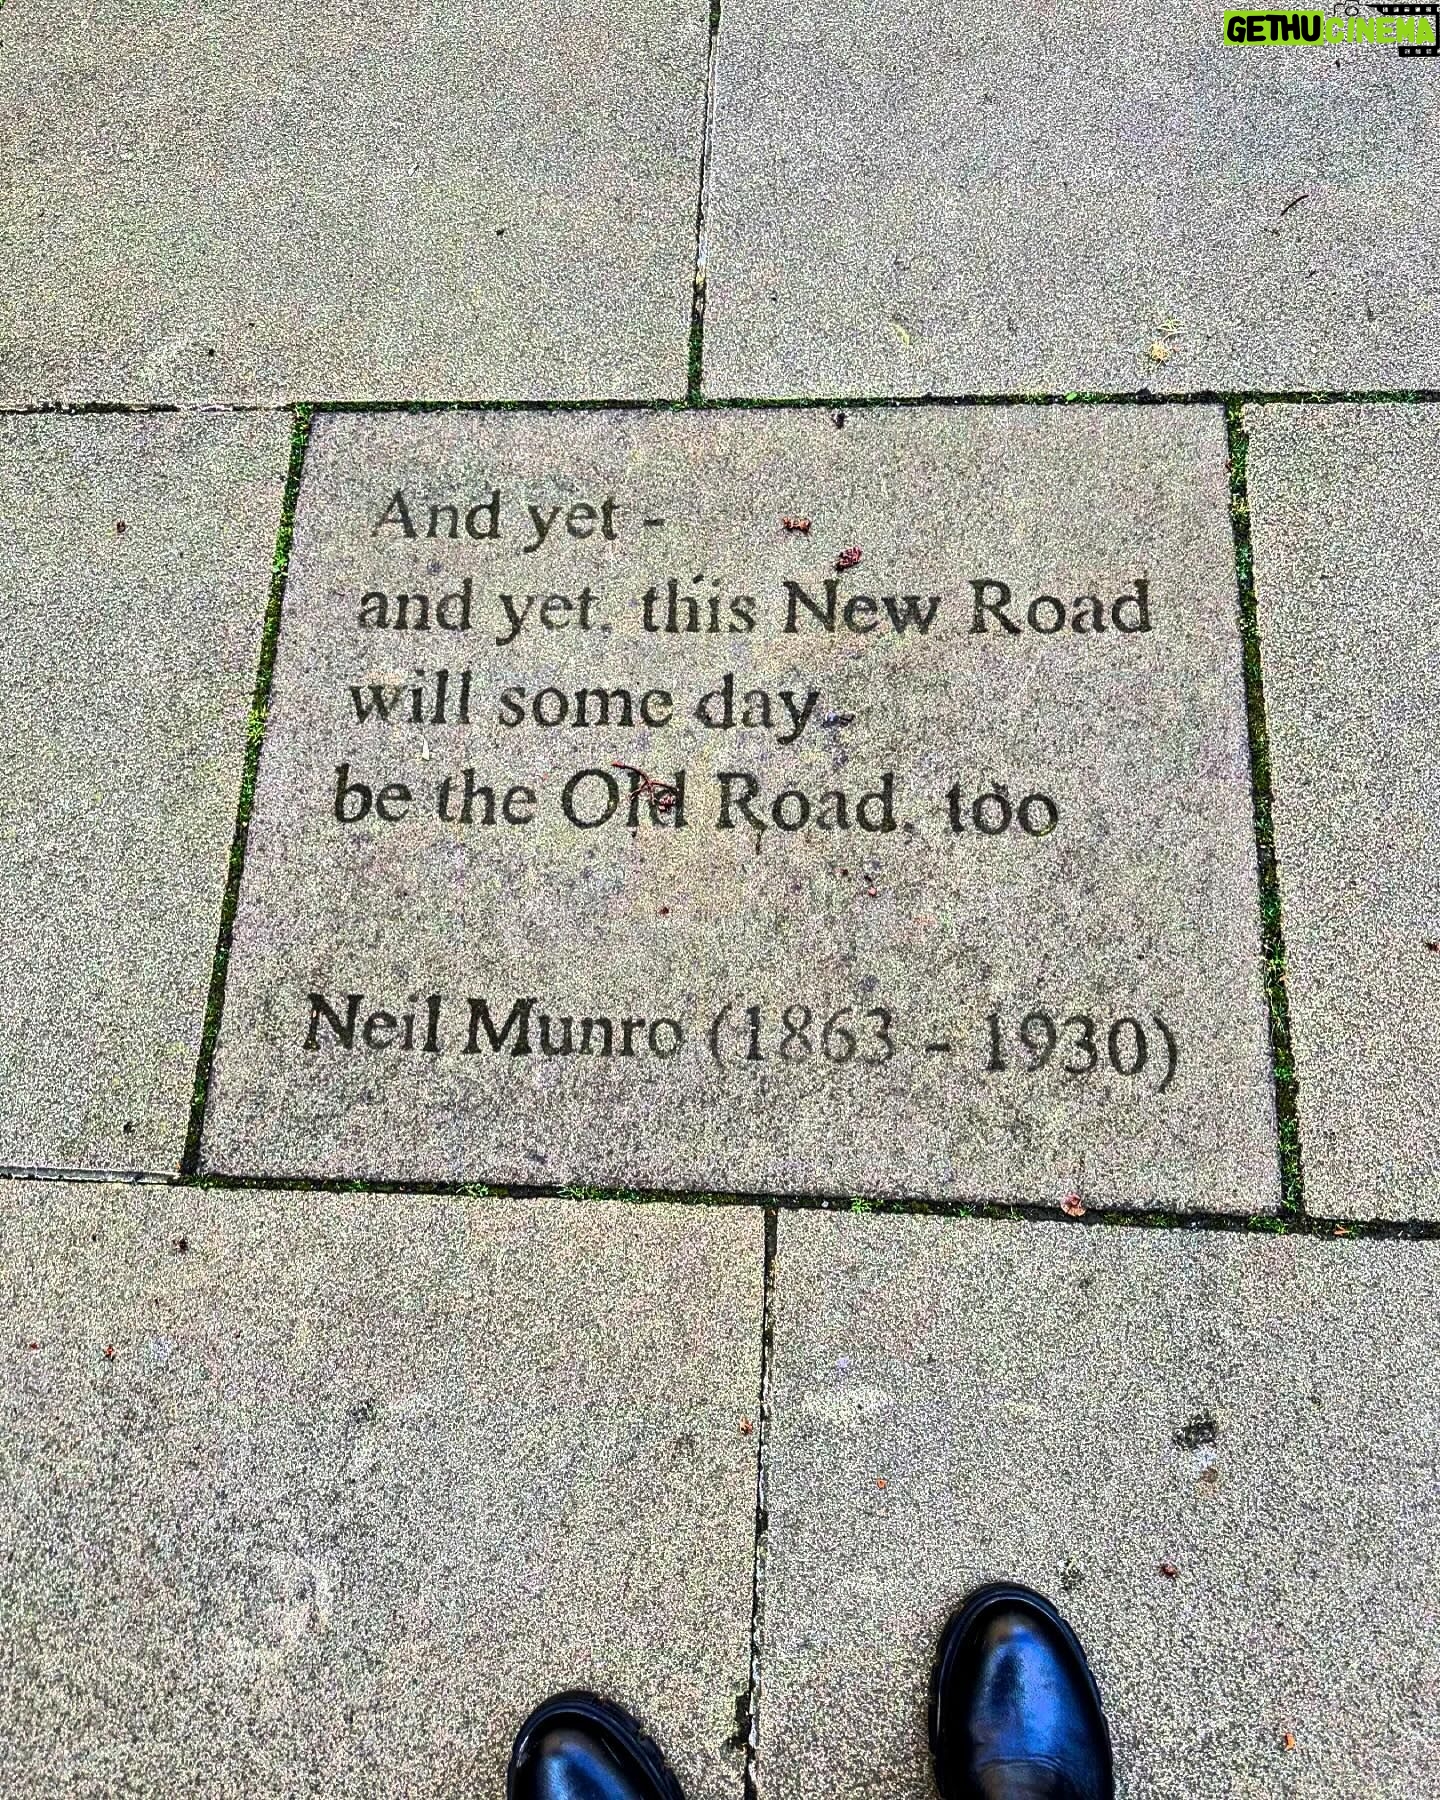 GETHU CINEMA
And yet -
and yet, this New Road
will some day
be the Old Road, too
Neil Munro (1863 - 1930)